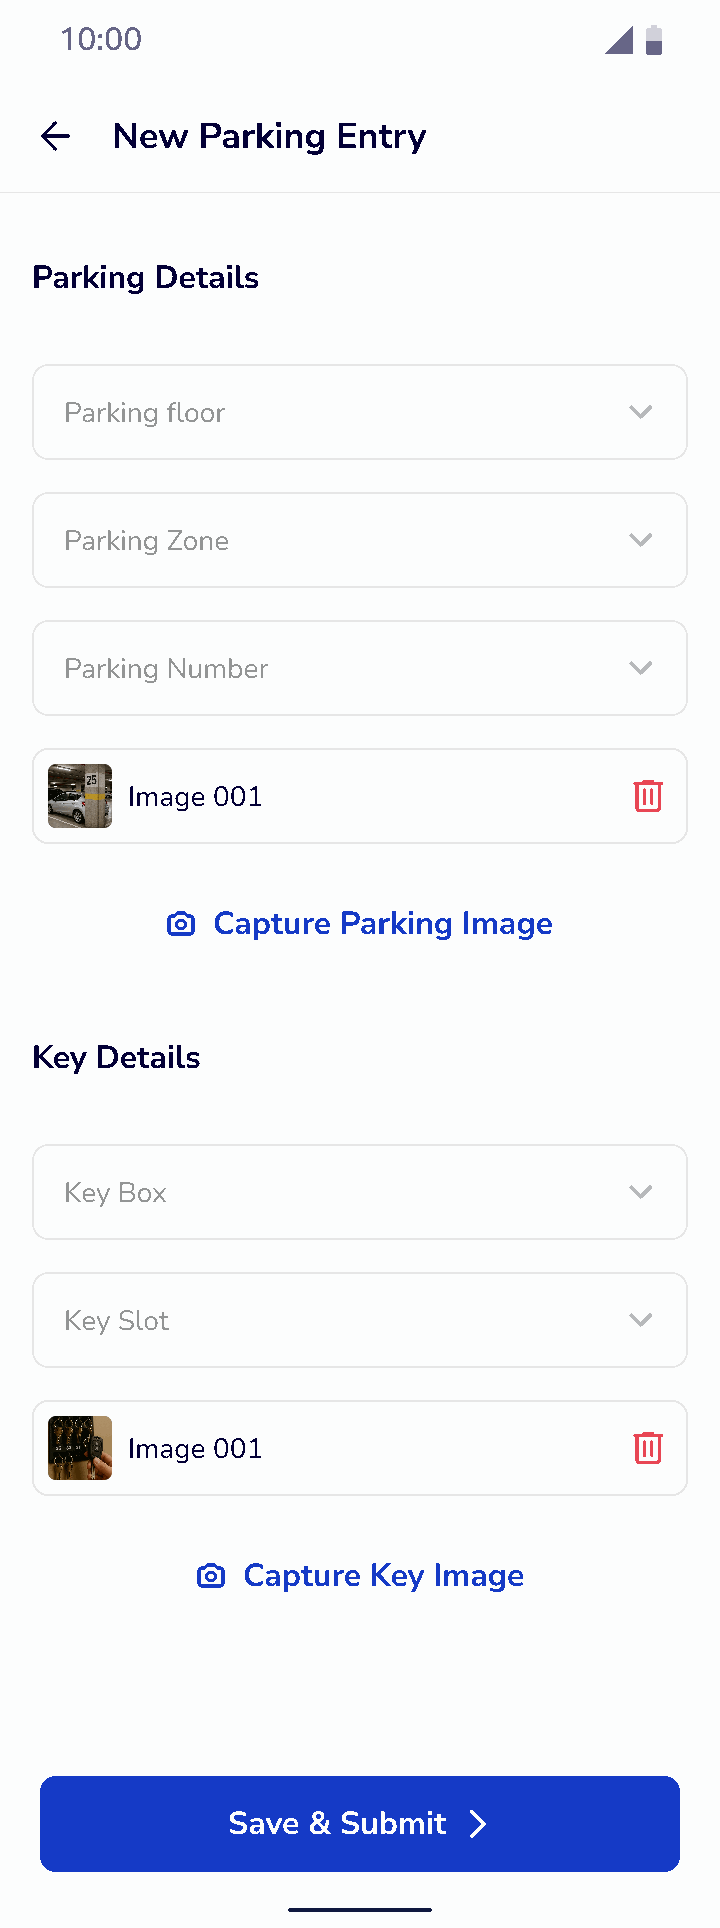 10:00
New Parking Entry
Parking Details
Parking floor
Parking Zone
Parking Number
25
Image 001
Capture Parking Image
Key Details
Key Box
Key Slot
Image 001
Capture Key Image
Save & Submit